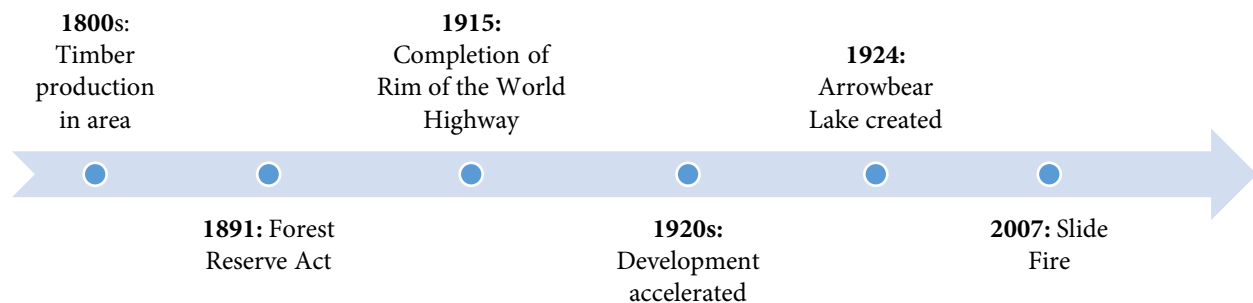 1800s:
Timber
production
in area
1891: Forest
Reserve Act
1915:
Completion of
Rim of the World
Highway
1920s:
Development
accelerated
1924:
Arrowbear
Lake created
2007: Slide
Fire